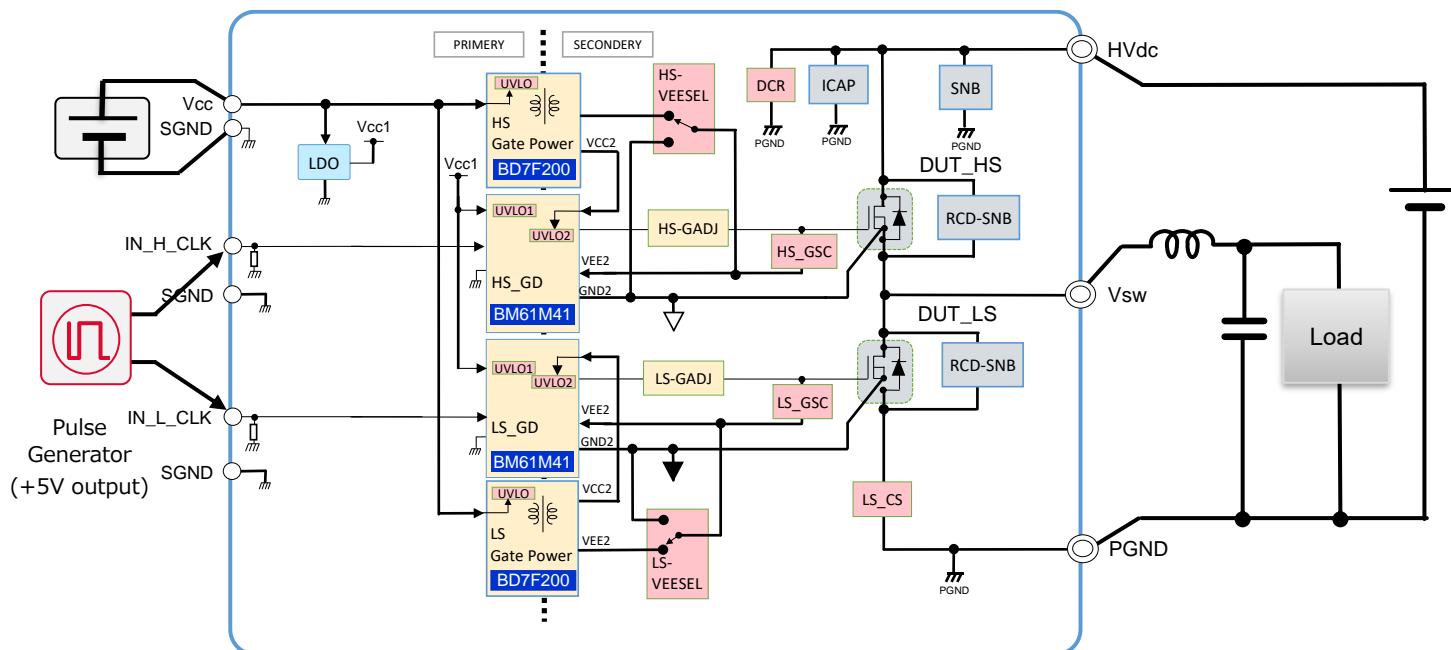 PRIMERY
SECONDERY
HVdc
UVLO
HS
Gate Power
BD7F200
VCC2
HS-
VEESEL
DCR
PGND
ICAP
PGND
SNB
PGND
Vcc
SGND
LDO
Vcc1
Vcc1
DUT_HS
UVLO1
UVLO2
HS-GADJ
HS_GSC
RCD-SNB
IN_H_CLK
SGND
VEE2
HS_GD
GND2
BM61M41
Vsw
DUT_LS
Load
UVLO1
UVLO2
LS-GADJ
LS_GSC
RCD-SNB
IN_L_CLK
SGND
VEE2
LS_GD
GND2
BM61M41
Pulse
Generator
(+5V output)
UVLO
VCC2
LS
Gate Power
VEE2
BD7F200
LS-
VEESEL
LS_CS
PGND
PGND